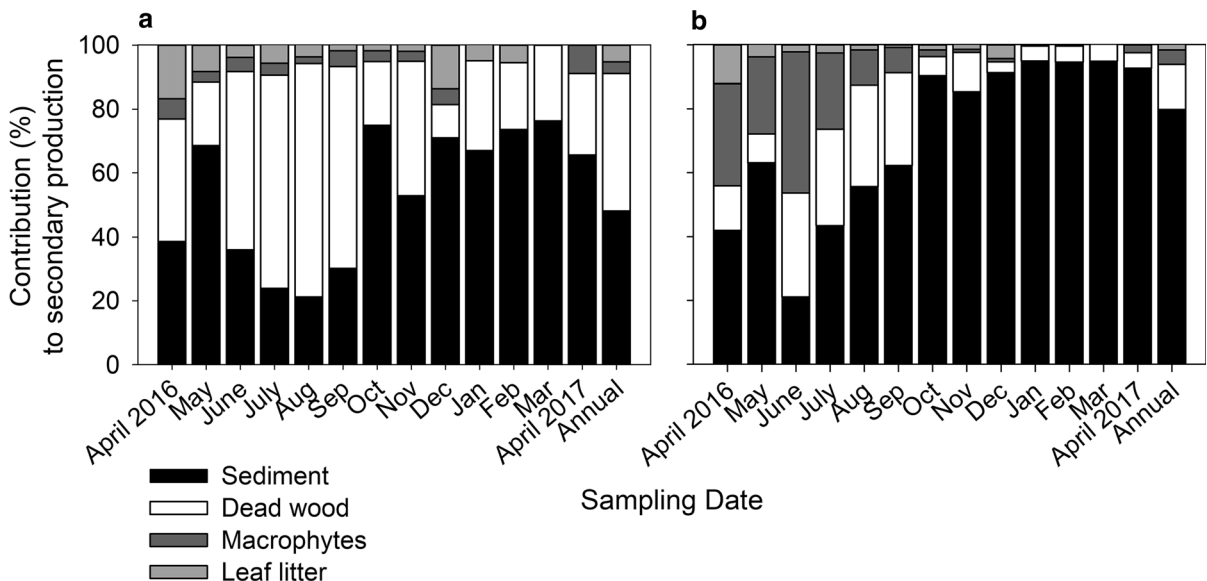 a
b
Contribution (%)
to secondary production
100
80
60
40
20
0
April 2016
May
June
July
Aug
Sep
Oct
Nov
Dec
Jan
Feb
Mar
April 2017
Annual
April 2016
May
June
July
Aug
Sep
Oct
Nov
Dec
Jan
Feb
Mar
April 2017
Annual
Sampling Date
Sediment
Dead wood
Macrophytes
Leaf litter